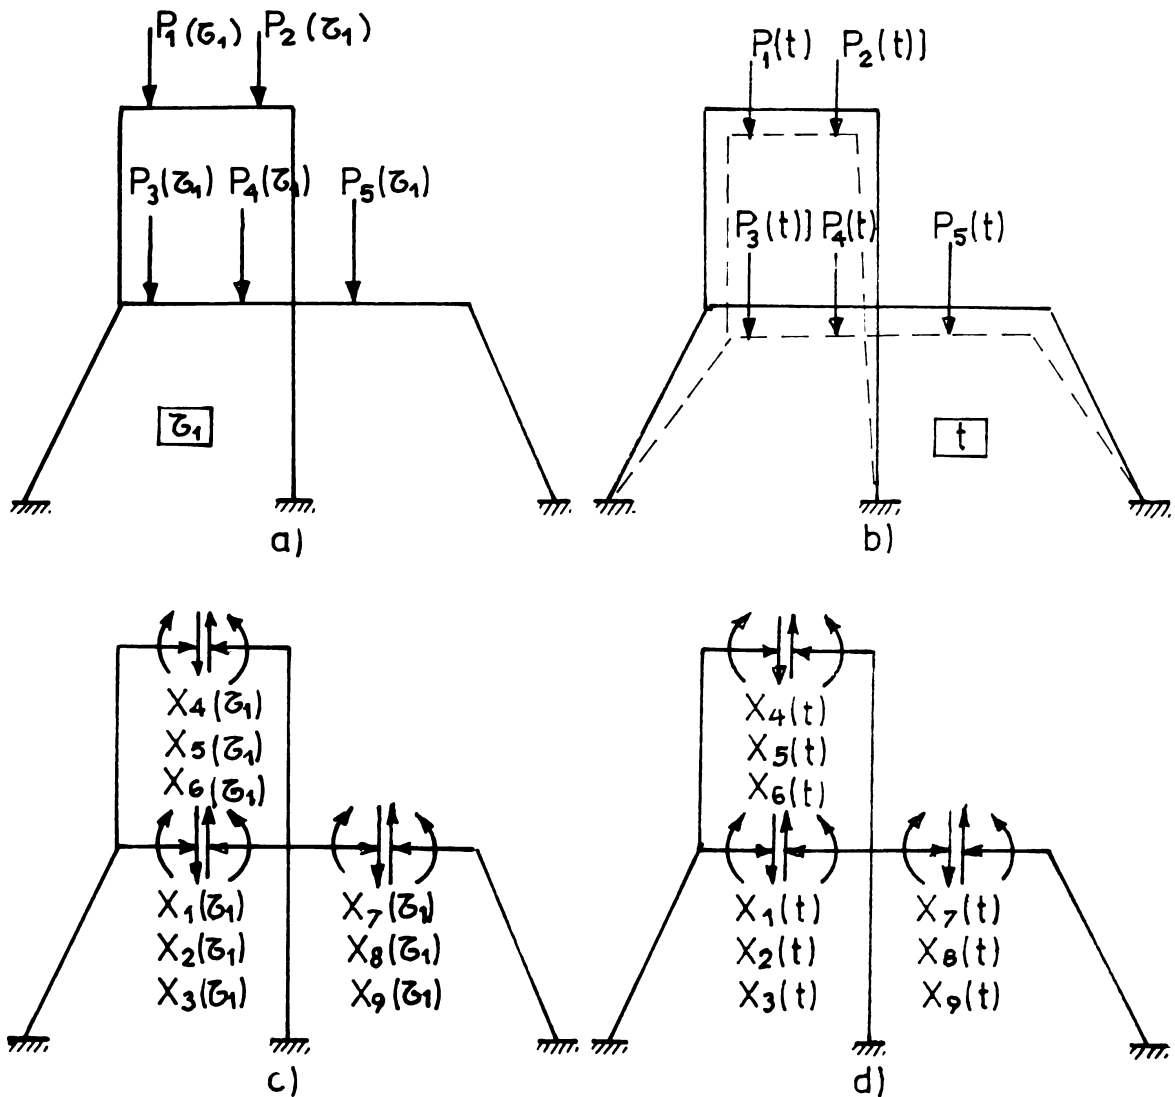 P₁(τ₁) P₂(τ₁)
P₃(τ₁) P₄(τ₁) P₅(τ₁)
τ₁
a)
P₁(t) P₂(t)]
P₃(t)] P₄(t) P₅(t)
t
b)
X₄(τ₁)
X₅(τ₁)
X₆(τ₁)
X₁(τ₁) X₇(τ₁)
X₂(τ₁) X₈(τ₁)
X₃(τ₁) X₉(τ₁)
c)
X₄(t)
X₅(t)
X₆(t)
X₁(t) X₇(t)
X₂(t) X₈(t)
X₃(t) X₉(t)
d)